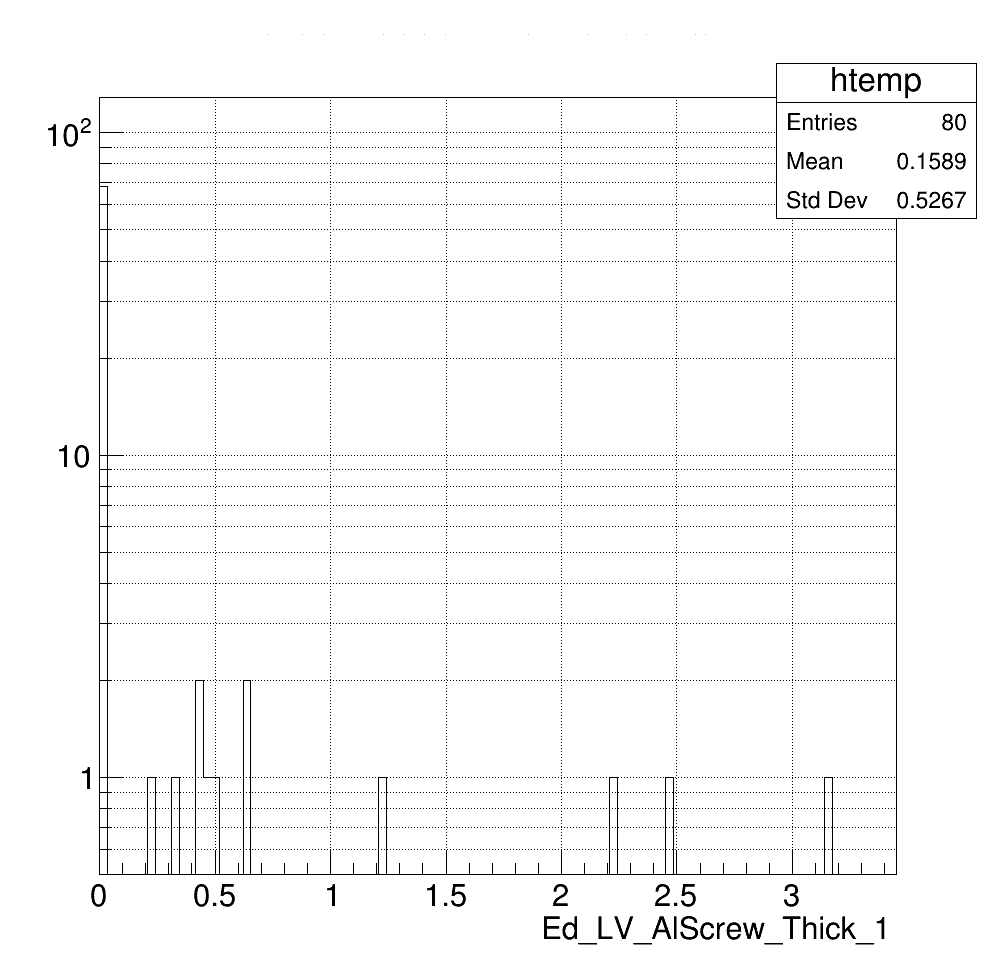 htemp
Entries 80
Mean 0.1589
Std Dev 0.5267
10²
10
1
0 0.5 1 1.5 2 2.5 3
Ed_LV_AlScrew_Thick_1